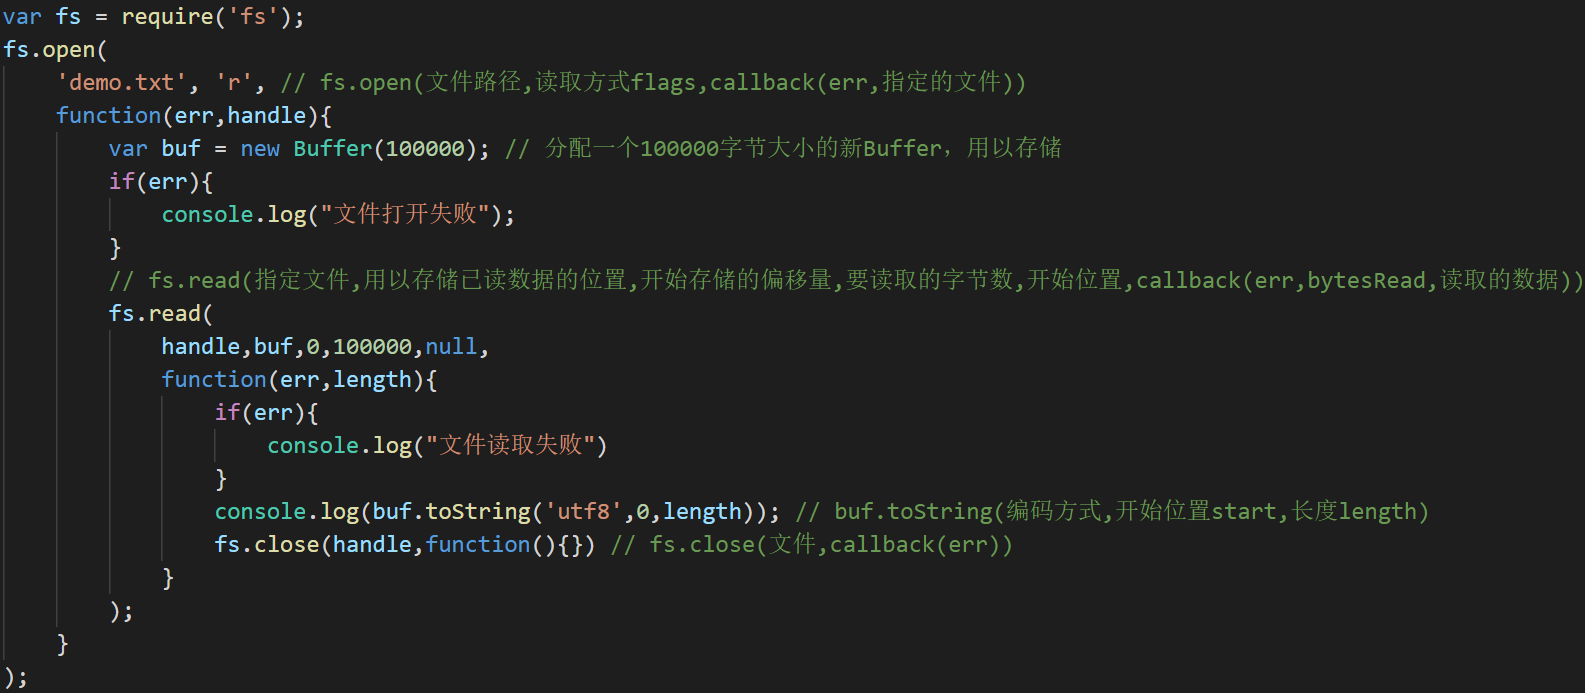 var fs = require('fs');
fs.open(
    'demo.txt', 'r', // fs.open(文件路径,读取方式flags,callback(err,指定的文件))
    function(err,handle){
        var buf = new Buffer(100000); // 分配一个100000字节大小的新Buffer，用以存储
        if(err){
            console.log("文件打开失败");
        }
        // fs.read(指定文件,用以存储已读数据的位置,开始存储的偏移量,要读取的字节数,开始位置,callback(err,bytesRead,读取的数据))
        fs.read(
            handle,buf,0,100000,null,
            function(err,length){
                if(err){
                    console.log("文件读取失败")
                }
                console.log(buf.toString('utf8',0,length)); // buf.toString(编码方式,开始位置start,长度length)
                fs.close(handle,function(){}) // fs.close(文件,callback(err))
            }
        );
    }
);